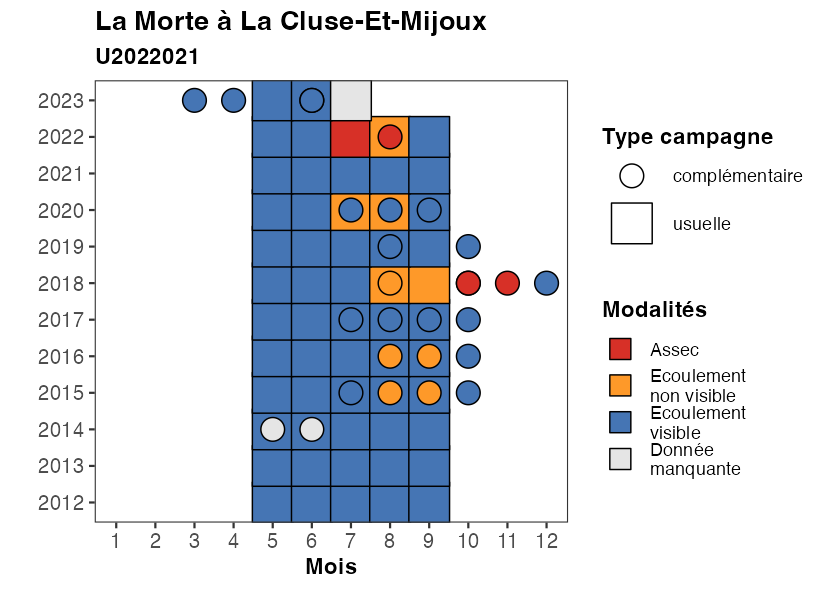 La Morte à La Cluse-Et-Mijoux
U2022021
2023
2022
2021
2020
2019
2018
2017
2016
2015
2014
2013
2012
1 2 3 4 5 6 7 8 9 10 11 12
Mois
Type campagne
complémentaire
usuelle
Modalités
Assec
Ecoulement
non visible
Ecoulement
visible
Donnée
manquante